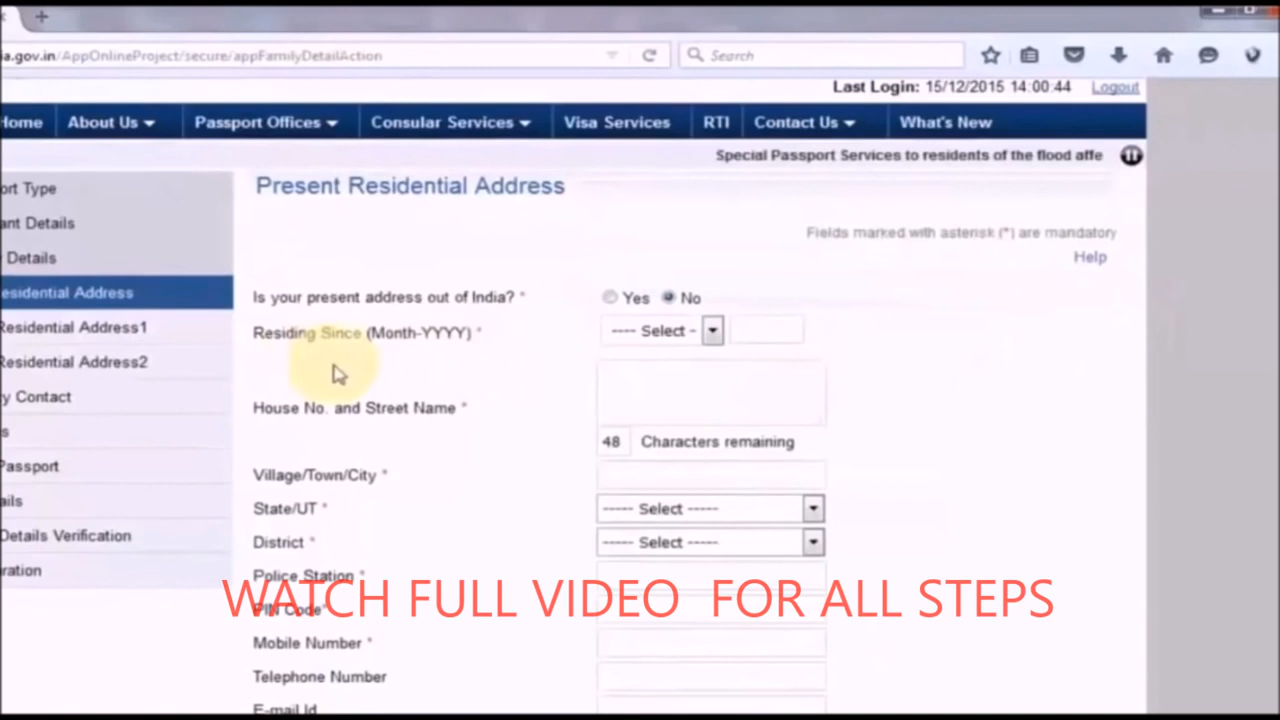 ia.gov.in/AppOnlineProject/secure/appFamilyDetailAction
Search
Last Login: 15/12/2015 14:00:44 Logout
Home About Us Passport Offices Consular Services Visa Services RTI Contact Us What's New
Special Passport Services to residents of the flood affe
ort Type
Present Residential Address
ant Details
Fields marked with asterisk (*) are mandatory
Details
Help
esidential Address
Is your present address out of India? * Yes No
Residential Address1
Residing Since (Month-YYYY) * ---- Select -
Residential Address2
y Contact
House No. and Street Name *
s
48 Characters remaining
Passport
Village/Town/City *
ails
State/UT * ----- Select -----
Details Verification
District * ----- Select -----
ration
Police Station *
WATCH FULL VIDEO FOR ALL STEPS
PIN Code *
Mobile Number *
Telephone Number
E-mail Id